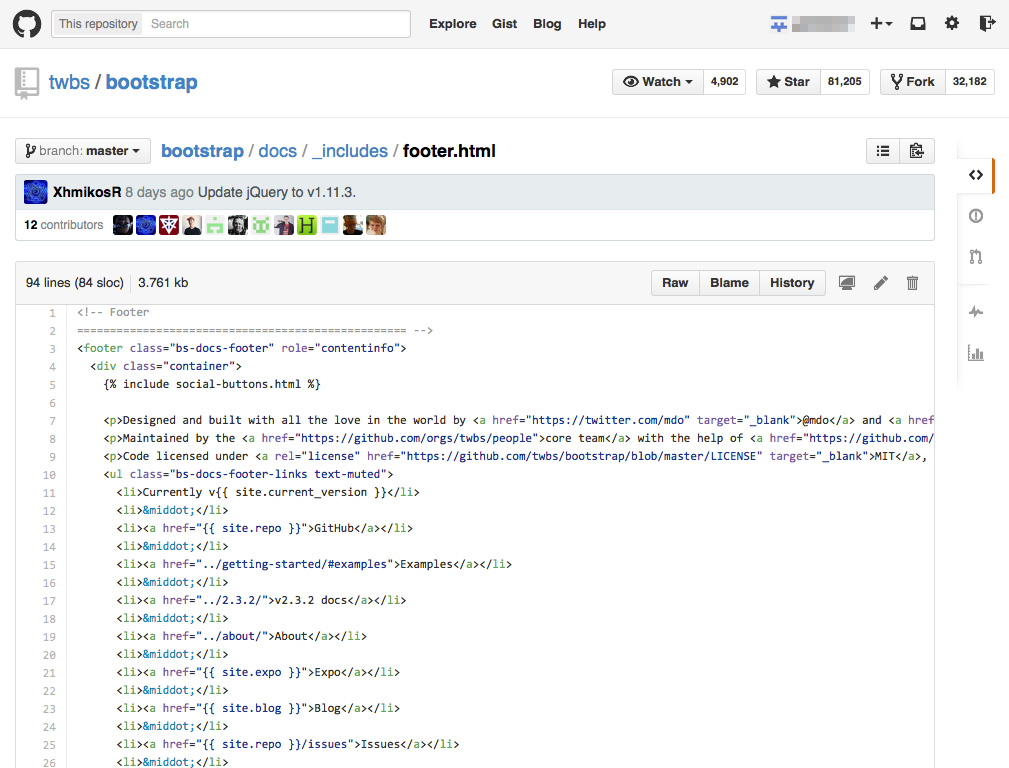 This repository Search Explore Gist Blog Help
twbs / bootstrap Watch 4,902 Star 81,205 Fork 32,182
branch: master bootstrap / docs / _includes / footer.html
XhmikosR 8 days ago Update jQuery to v1.11.3.
12 contributors
94 lines (84 sloc) 3.761 kb Raw Blame History
1 <!-- Footer
2 ================================================== -->
3 <footer class="bs-docs-footer" role="contentinfo">
4 <div class="container">
5 {% include social-buttons.html %}
6
7 <p>Designed and built with all the love in the world by <a href="https://twitter.com/mdo" target="_blank">@mdo</a> and <a href
8 <p>Maintained by the <a href="https://github.com/orgs/twbs/people">core team</a> with the help of <a href="https://github.com/
9 <p>Code licensed under <a rel="license" href="https://github.com/twbs/bootstrap/blob/master/LICENSE" target="_blank">MIT</a>,
10 <ul class="bs-docs-footer-links text-muted">
11 <li>Currently v{{ site.current_version }}</li>
12 <li>&middot;</li>
13 <li><a href="{{ site.repo }}">GitHub</a></li>
14 <li>&middot;</li>
15 <li><a href="../getting-started/#examples">Examples</a></li>
16 <li>&middot;</li>
17 <li><a href="../2.3.2/">v2.3.2 docs</a></li>
18 <li>&middot;</li>
19 <li><a href="../about/">About</a></li>
20 <li>&middot;</li>
21 <li><a href="{{ site.expo }}">Expo</a></li>
22 <li>&middot;</li>
23 <li><a href="{{ site.blog }}">Blog</a></li>
24 <li>&middot;</li>
25 <li><a href="{{ site.repo }}/issues">Issues</a></li>
26 <li>&middot;</li>